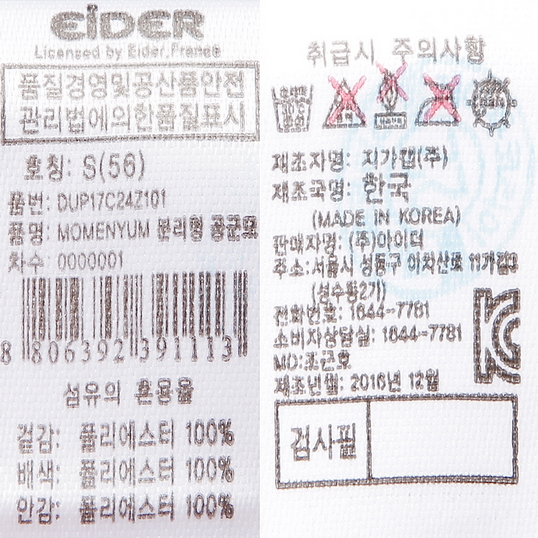 EIDER
Licensed by Eider, France
품질경영및공산품안전
관리법에의한품질표시
호칭: S(56)
품번: DUP17C24Z101
품명: MOMENYUM 분리형 공군모
차수: 0000001
8 806392 391113
섬유의 혼용율
겉감: 폴리에스터 100%
배색: 폴리에스터 100%
안감: 폴리에스터 100%
취급시 주의사항
제조자명: 지가캡(주)
제조국명: 한국
(MADE IN KOREA)
판매자명: (주)아이더
주소: 서울시 성동구 아차산로 11가길
(성수동2가)
전화번호: 1644-7781
소비자상담실: 1644-7781
MO:조근호
제조년월: 2016년 12월
검사필